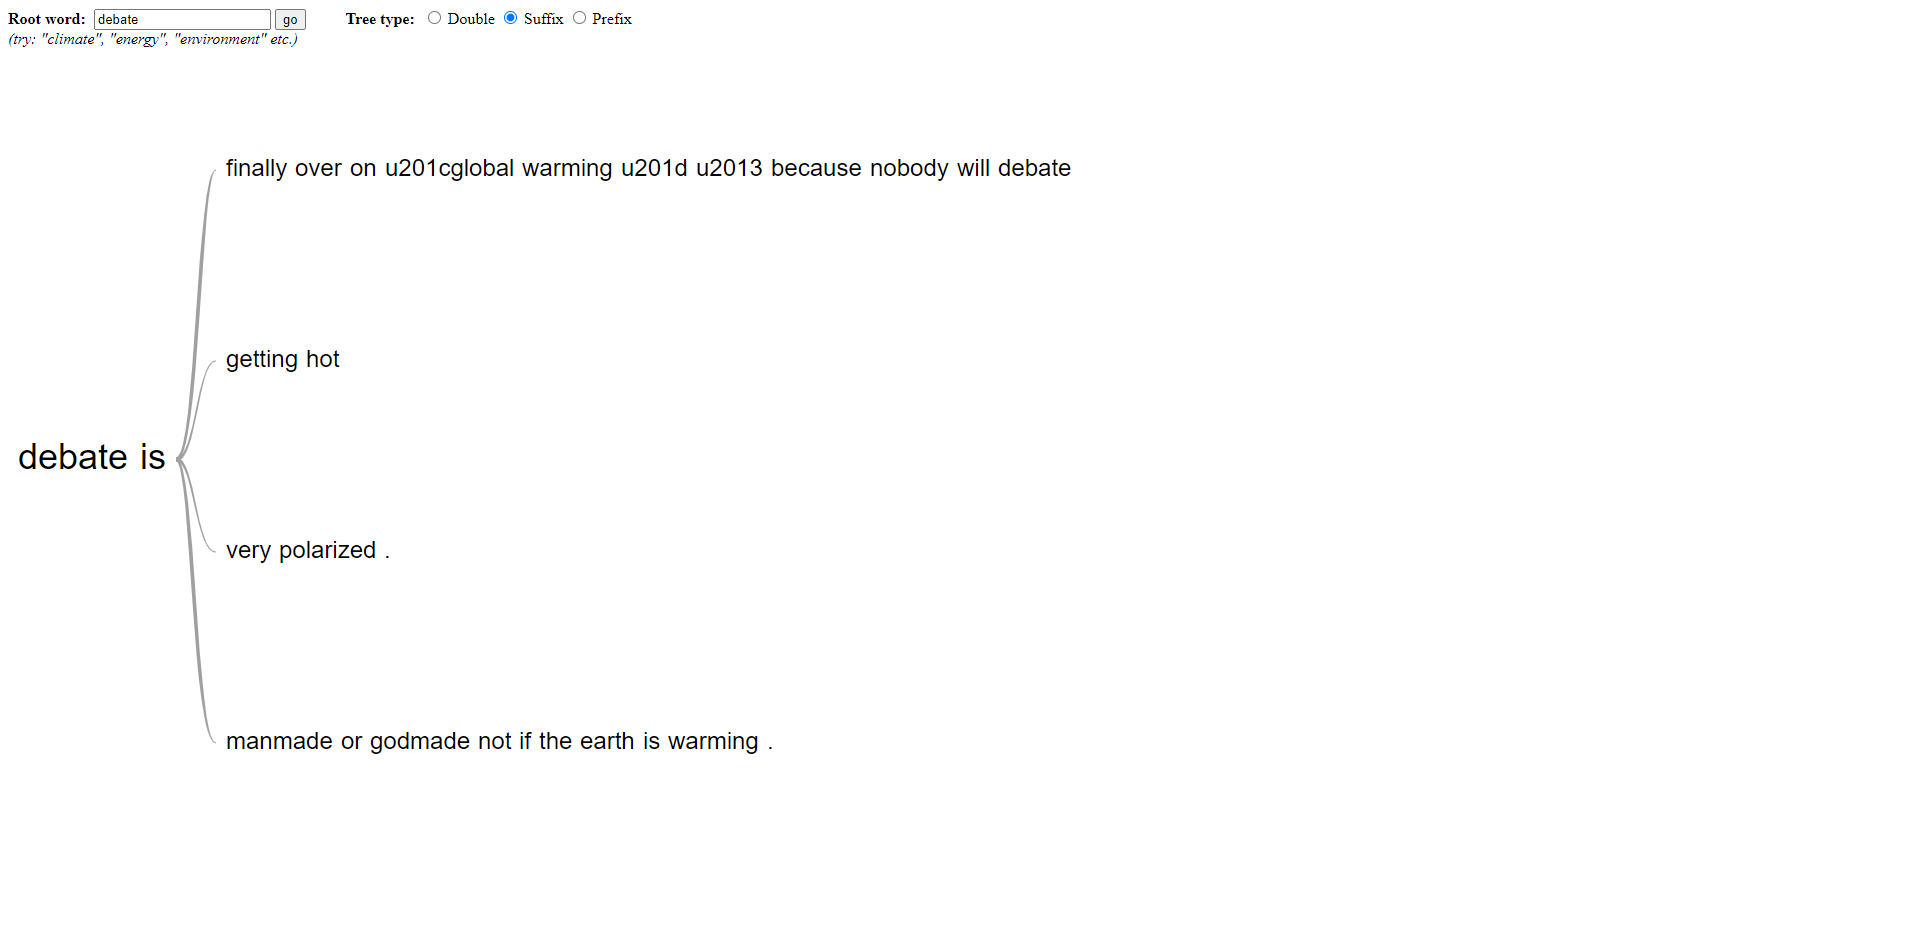 Root word: debate go Tree type: Double Suffix Prefix
(try: "climate", "energy", "environment" etc.)
finally over on u201cglobal warming u201d u2013 because nobody will debate
getting hot
debate is
very polarized .
manmade or godmade not if the earth is warming .